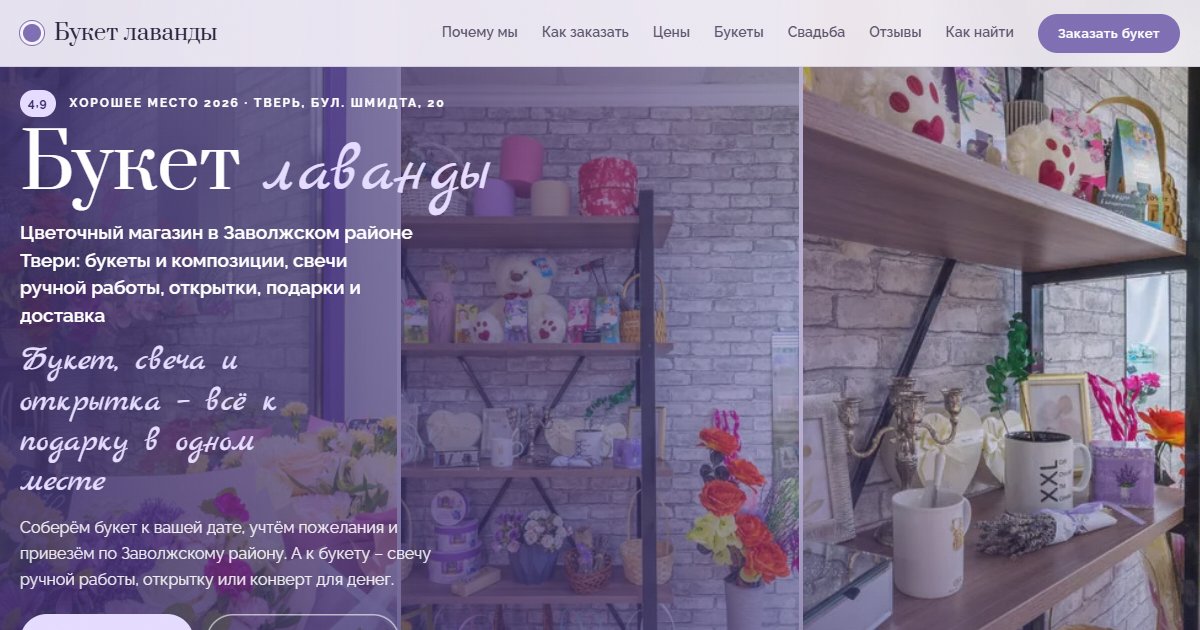 Букет лаванды
Почему мы
Как заказать
Цены
Букеты
Свадьба
Отзывы
Как найти
Заказать букет
4,9
ХОРОШЕЕ МЕСТО 2026 · ТВЕРЬ, БУЛ. ШМИДТА, 20
Букет лаванды
Цветочный магазин в Заволжском районе
Твери: букеты и композиции, свечи
ручной работы, открытки, подарки и
доставка
Букет, свеча и
открытка – всё к
подарку в одном
месте
Соберём букет к вашей дате, учтём пожелания и
привезём по Заволжскому району. А к букету – свечу
ручной работы, открытку или конверт для денег.
XXL